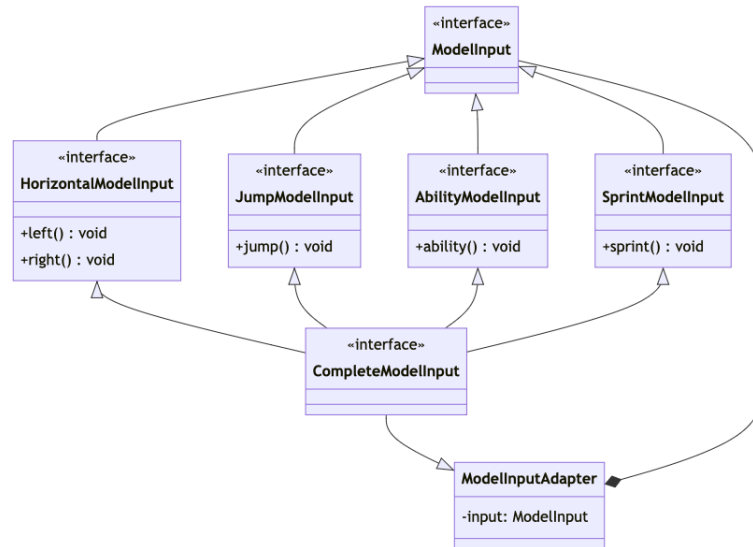 «interface»
ModelInput
«interface»
HorizontalModelInput
+left() : void
+right() : void
«interface»
JumpModelInput
+jump() : void
«interface»
AbilityModelInput
+ability() : void
«interface»
SprintModelInput
+sprint() : void
«interface»
CompleteModelInput
ModelInputAdapter
-input: ModelInput